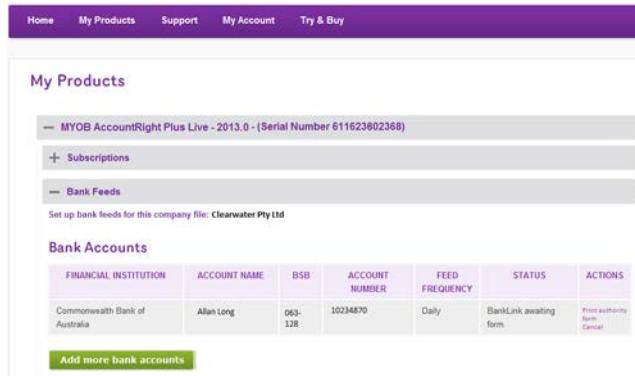 Home My Products Support My Account Try & Buy
My Products
MYOB AccountRight Plus Live - 2013.0 - (Serial Number 611623602368)
Subscriptions
Bank Feeds
Set up bank feeds for this company file: Clearwater Pty Ltd
Bank Accounts
FINANCIAL INSTITUTION ACCOUNT NAME BSB ACCOUNT FEED STATUS ACTIONS
NUMBER FREQUENCY
Commonwealth Bank of Allan Long 063- 10234870 Daily BankLink awaiting Print authority
Australia 128 form form
Cancel
Add more bank accounts